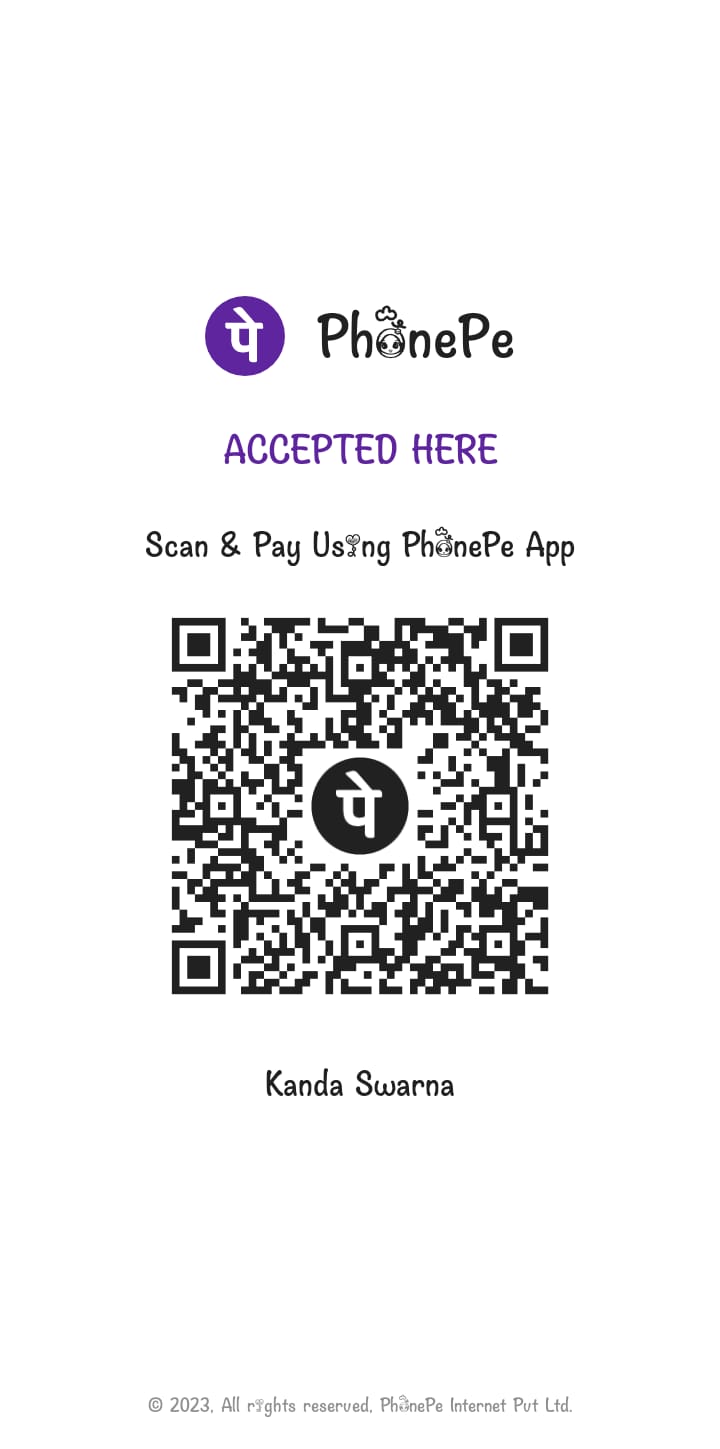 पे PhonePe
ACCEPTED HERE
Scan & Pay Using PhonePe App
पे
Kanda Swarna
© 2023, All rights reserved, PhonePe Internet Pvt Ltd.